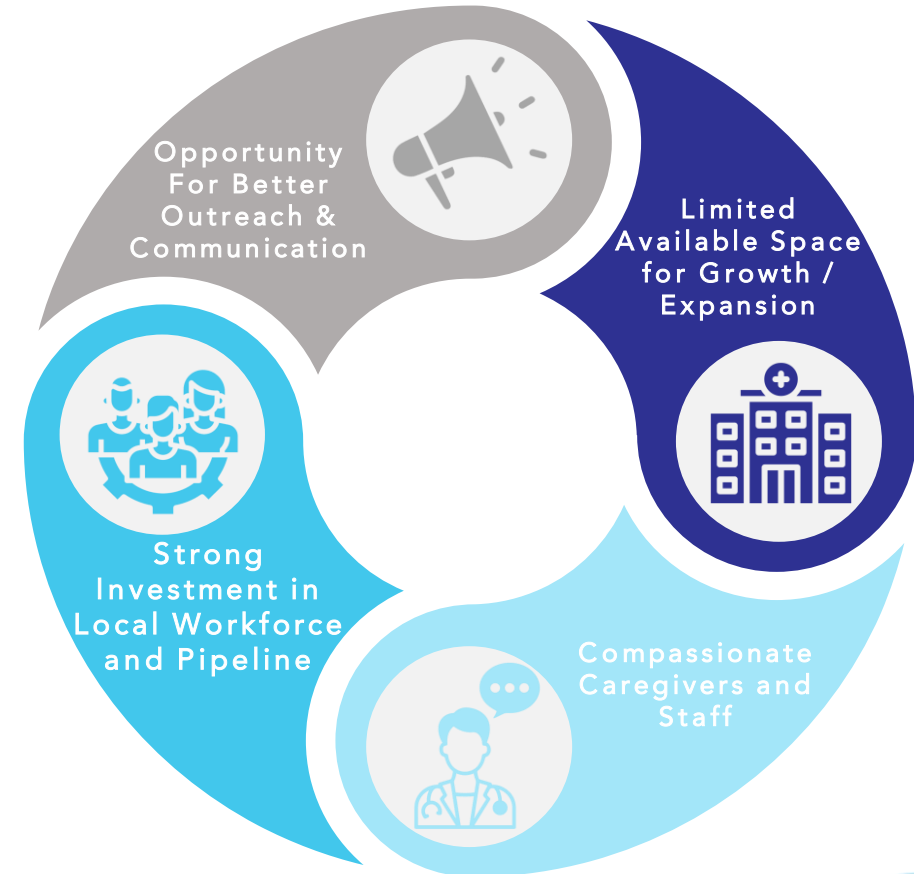 Opportunity
For Better
Outreach &
Communication
Limited
Available Space
for Growth /
Expansion
Strong
Investment in
Local Workforce
and Pipeline
Compassionate
Caregivers and
Staff